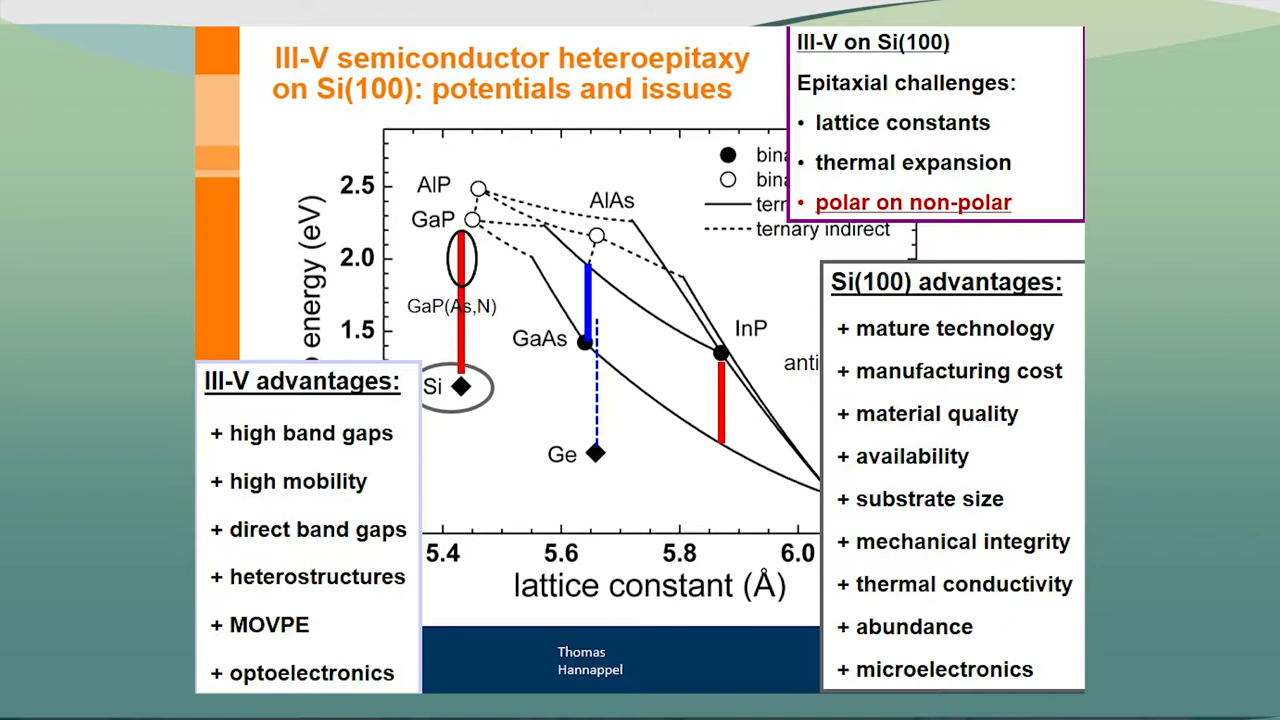 III-V semiconductor heteroepitaxy
on Si(100): potentials and issues
III-V on Si(100)
Epitaxial challenges:
• lattice constants
• thermal expansion
• polar on non-polar
2.5
2.0
1.5
energy (eV)
AlP
GaP
AlAs
GaP(As,N)
GaAs
InP
Si
Ge
ternary indirect
5.4
5.6
5.8
6.0
lattice constant (Å)
III-V advantages:
+ high band gaps
+ high mobility
+ direct band gaps
+ heterostructures
+ MOVPE
+ optoelectronics
Si(100) advantages:
+ mature technology
+ manufacturing cost
+ material quality
+ availability
+ substrate size
+ mechanical integrity
+ thermal conductivity
+ abundance
+ microelectronics
Thomas
Hannappel